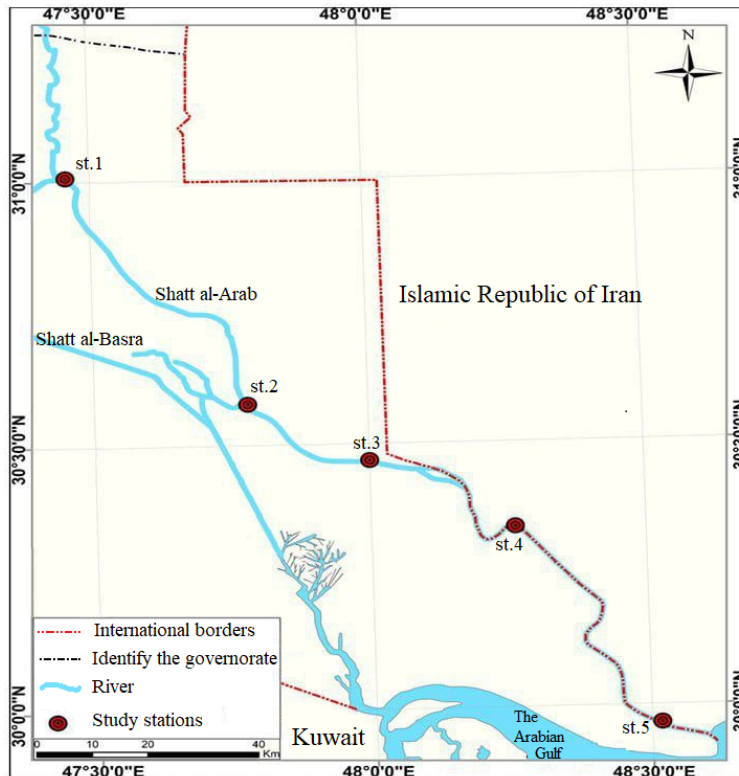 47°30'0"E
48°0'0"E
48°30'0"E
N
st.1
31°0'0"N
Shatt al-Arab
Islamic Republic of Iran
Shatt al-Basra
st.2
st.3
30°30'0"N
st.4
International borders
Identify the governorate
River
Study stations
30°0'0"N
st.5
The
Arabian
Gulf
Kuwait
0 10 20 40
Km
47°30'0"E
48°0'0"E
48°30'0"E